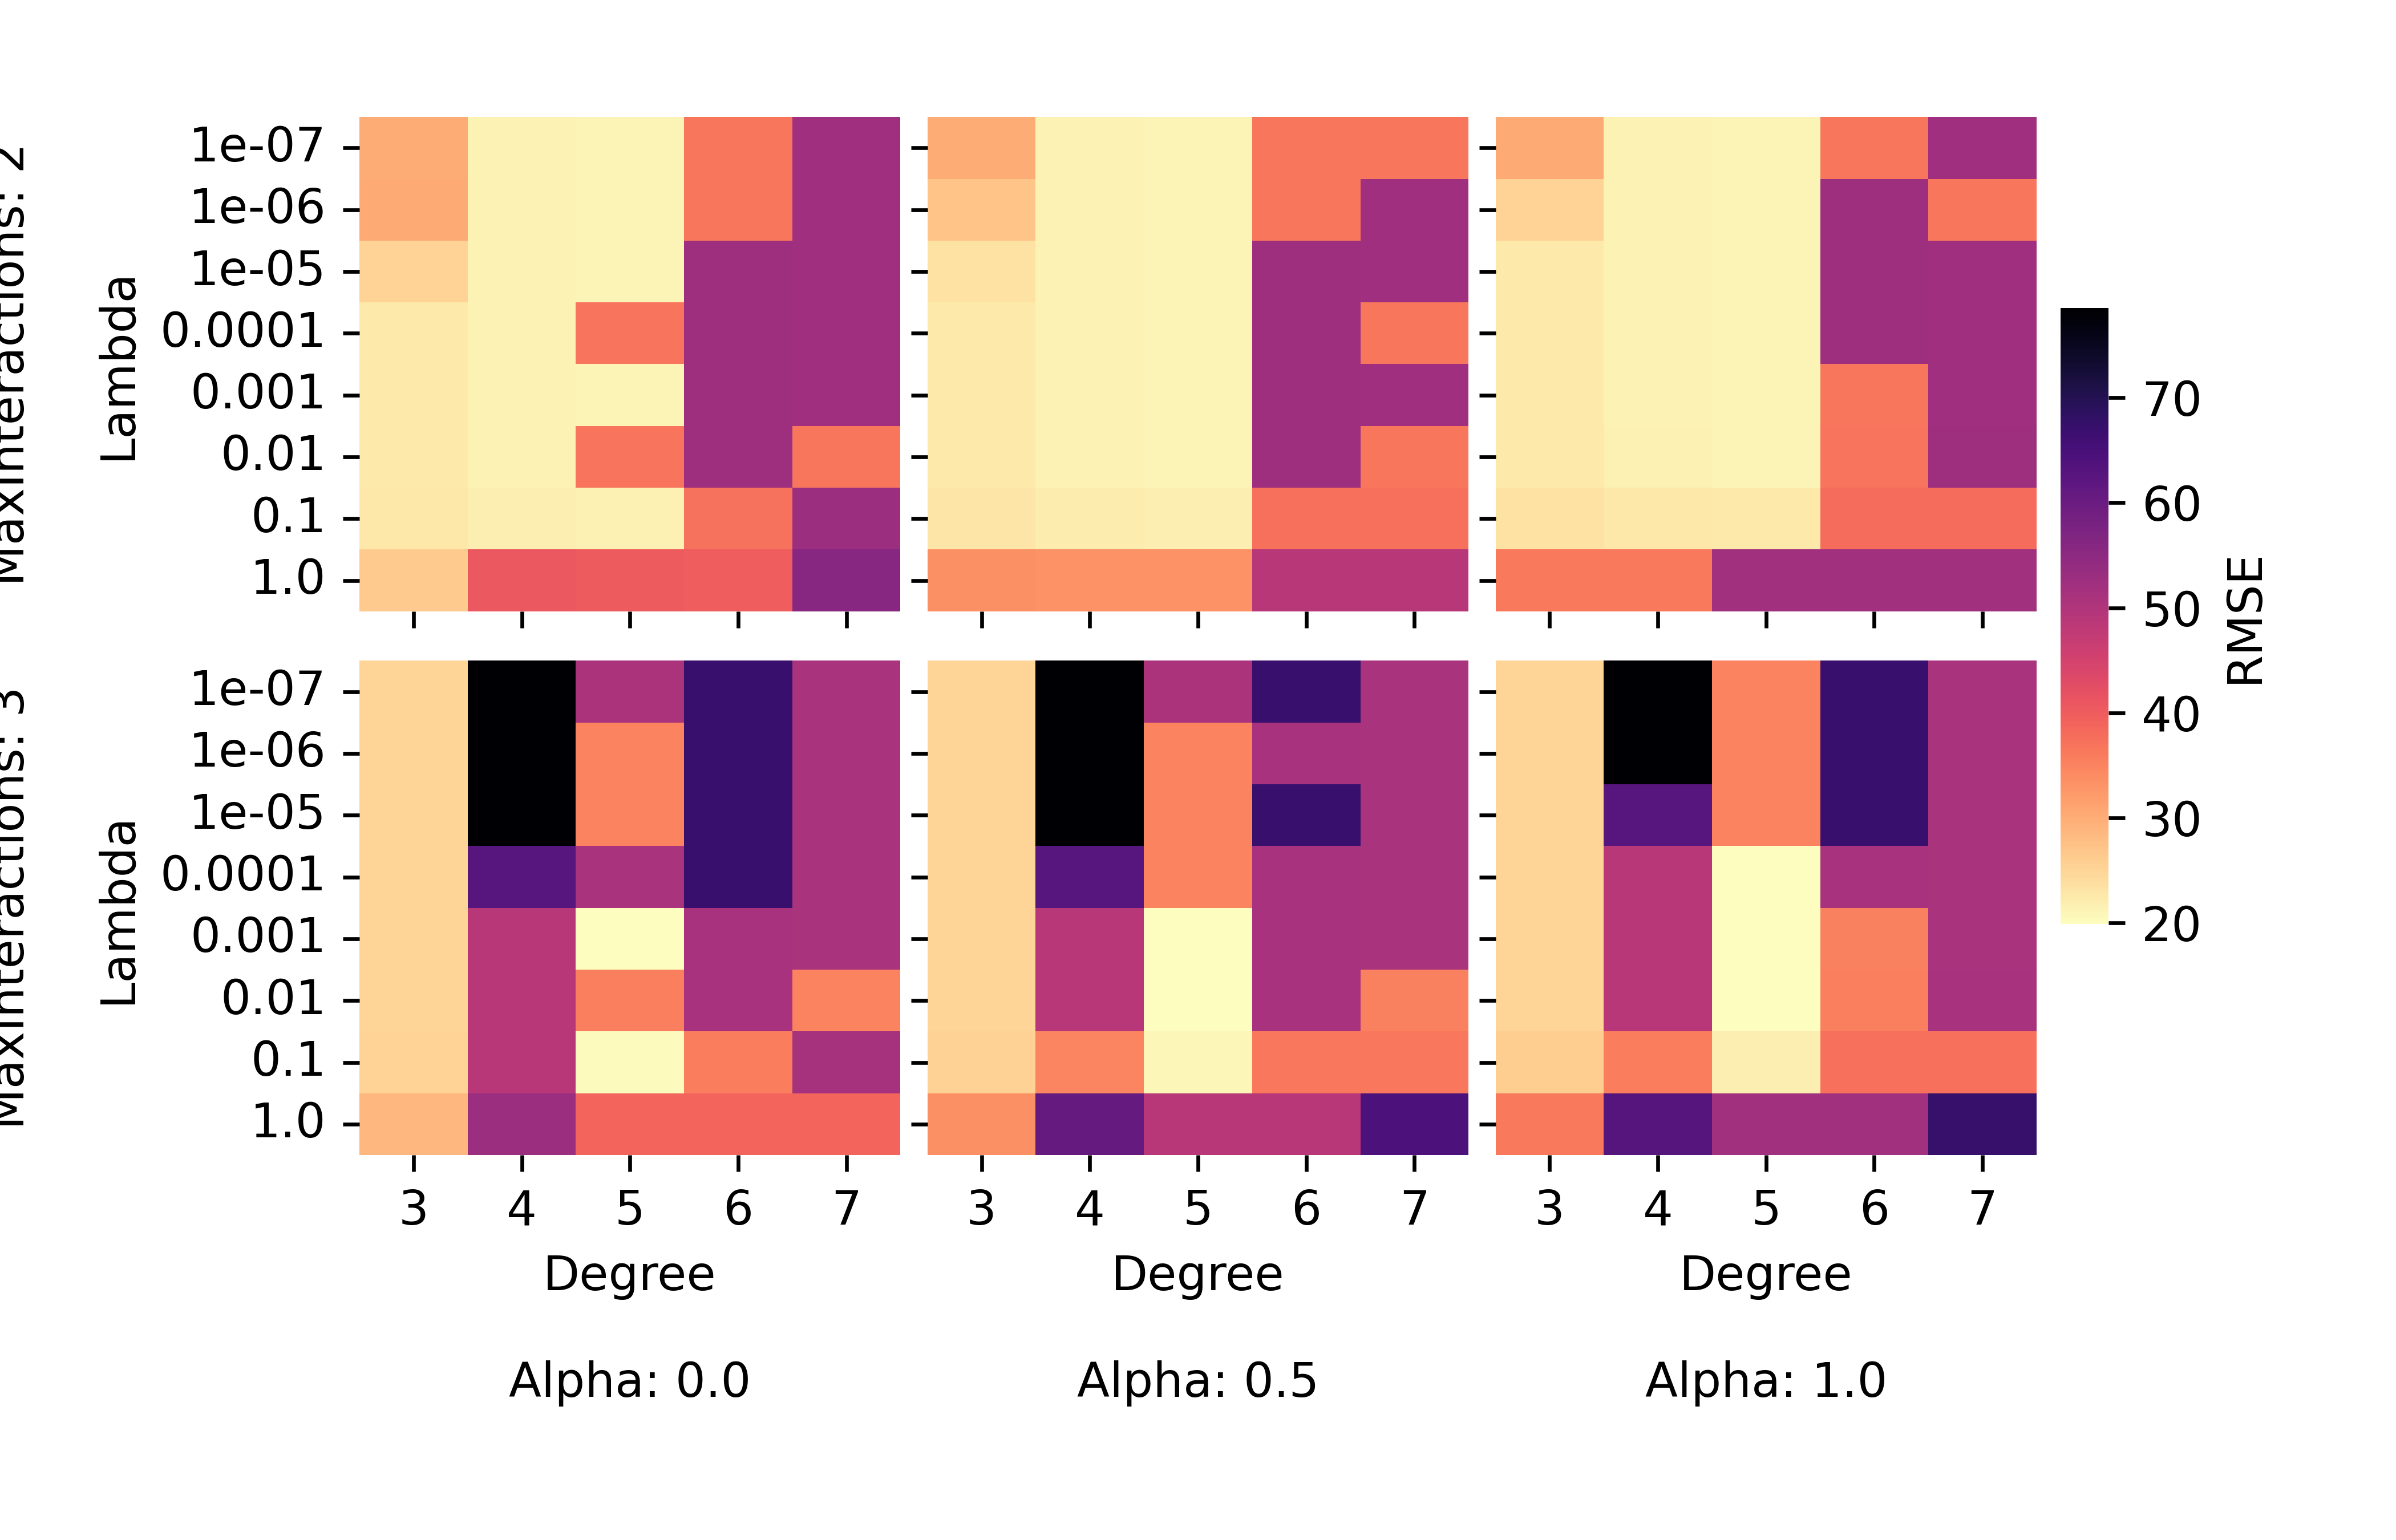 MaxInteractions: 2
Lambda
1e-07
1e-06
1e-05
0.0001
0.001
0.01
0.1
1.0
MaxInteractions: 3
Lambda
1e-07
1e-06
1e-05
0.0001
0.001
0.01
0.1
1.0
3 4 5 6 7
3 4 5 6 7
3 4 5 6 7
Degree
Degree
Degree
Alpha: 0.0
Alpha: 0.5
Alpha: 1.0
70
60
50
40
30
20
RMSE